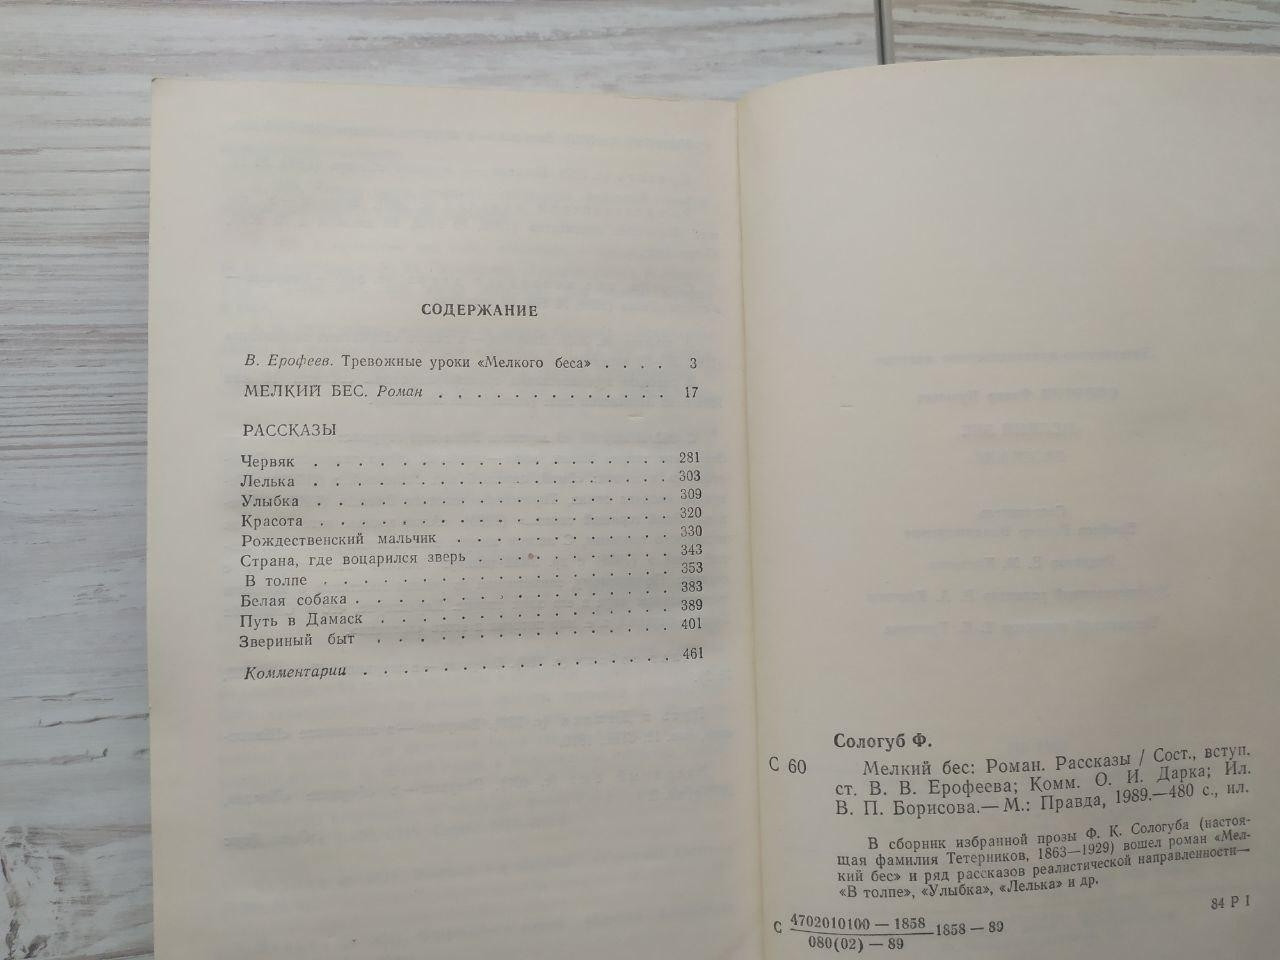 СОДЕРЖАНИЕ
В. Ерофеев. Тревожные уроки «Мелкого беса» . . . . 3
МЕЛКИЙ БЕС. Роман . . . . . . . . . . . . . 17
РАССКАЗЫ
Червяк . . . . . . . . . . . . . . . . . . 281
Лелька . . . . . . . . . . . . . . . . . . 303
Улыбка . . . . . . . . . . . . . . . . . . 309
Красота . . . . . . . . . . . . . . . . . . 320
Рождественский мальчик . . . . . . . . . . . 330
Страна, где воцарился зверь . . . . . . . . . . 343
В толпе . . . . . . . . . . . . . . . . . . 353
Белая собака . . . . . . . . . . . . . . . . 383
Путь в Дамаск . . . . . . . . . . . . . . . 389
Звериный быт . . . . . . . . . . . . . . . 401
Комментарии . . . . . . . . . . . . . . . . 461
Сологуб Ф.
С 60 Мелкий бес: Роман. Рассказы / Сост., вступ.
ст. В. В. Ерофеева; Комм. О. И. Дарка; Ил.
В. П. Борисова.— М.: Правда, 1989.—480 с., ил.
В сборник избранной прозы Ф. К. Сологуба (настоя-
щая фамилия Тетерников, 1863—1929) вошел роман «Мел-
кий бес» и ряд рассказов реалистической направленности—
«В толпе», «Улыбка», «Лелька» и др.
84 Р 1
С 4702010100 — 1858 1858 — 89
080(02) — 89